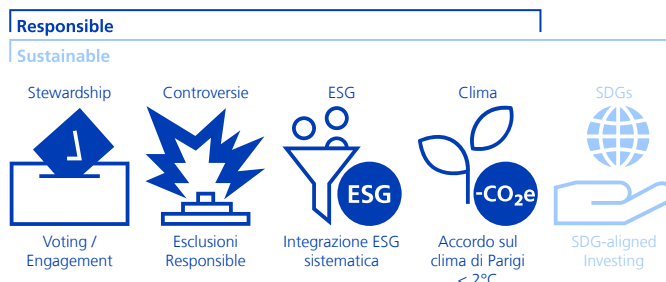 Responsible
Sustainable
Stewardship
Controversie
ESG
Clima
SDGs
ESG
-CO₂e
Voting /
Engagement
Esclusioni
Responsible
Integrazione ESG
sistematica
Accordo sul
clima di Parigi
< 2°C
SDG-aligned
Investing